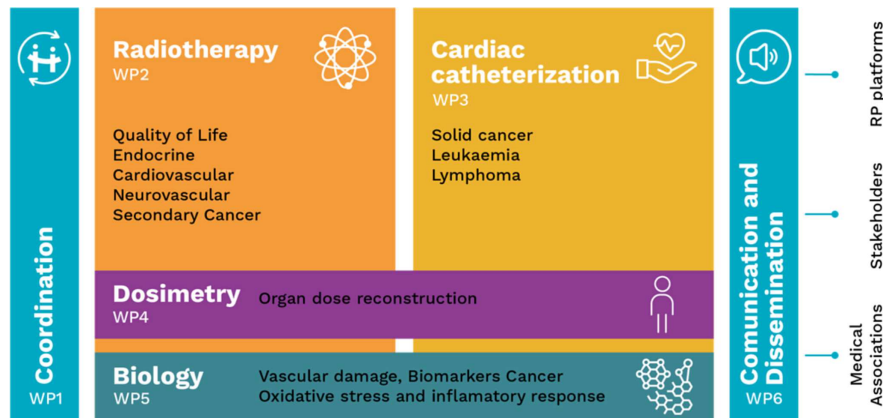 Coordination
WP1
Radiotherapy
WP2
Quality of Life
Endocrine
Cardiovascular
Neurovascular
Secondary Cancer
Cardiac
catheterization
WP3
Solid cancer
Leukaemia
Lymphoma
Dosimetry
WP4
Organ dose reconstruction
Biology
WP5
Vascular damage, Biomarkers Cancer
Oxidative stress and inflamatory response
Comunication and
Dissemination
WP6
RP platforms
Stakeholders
Medical
Associations